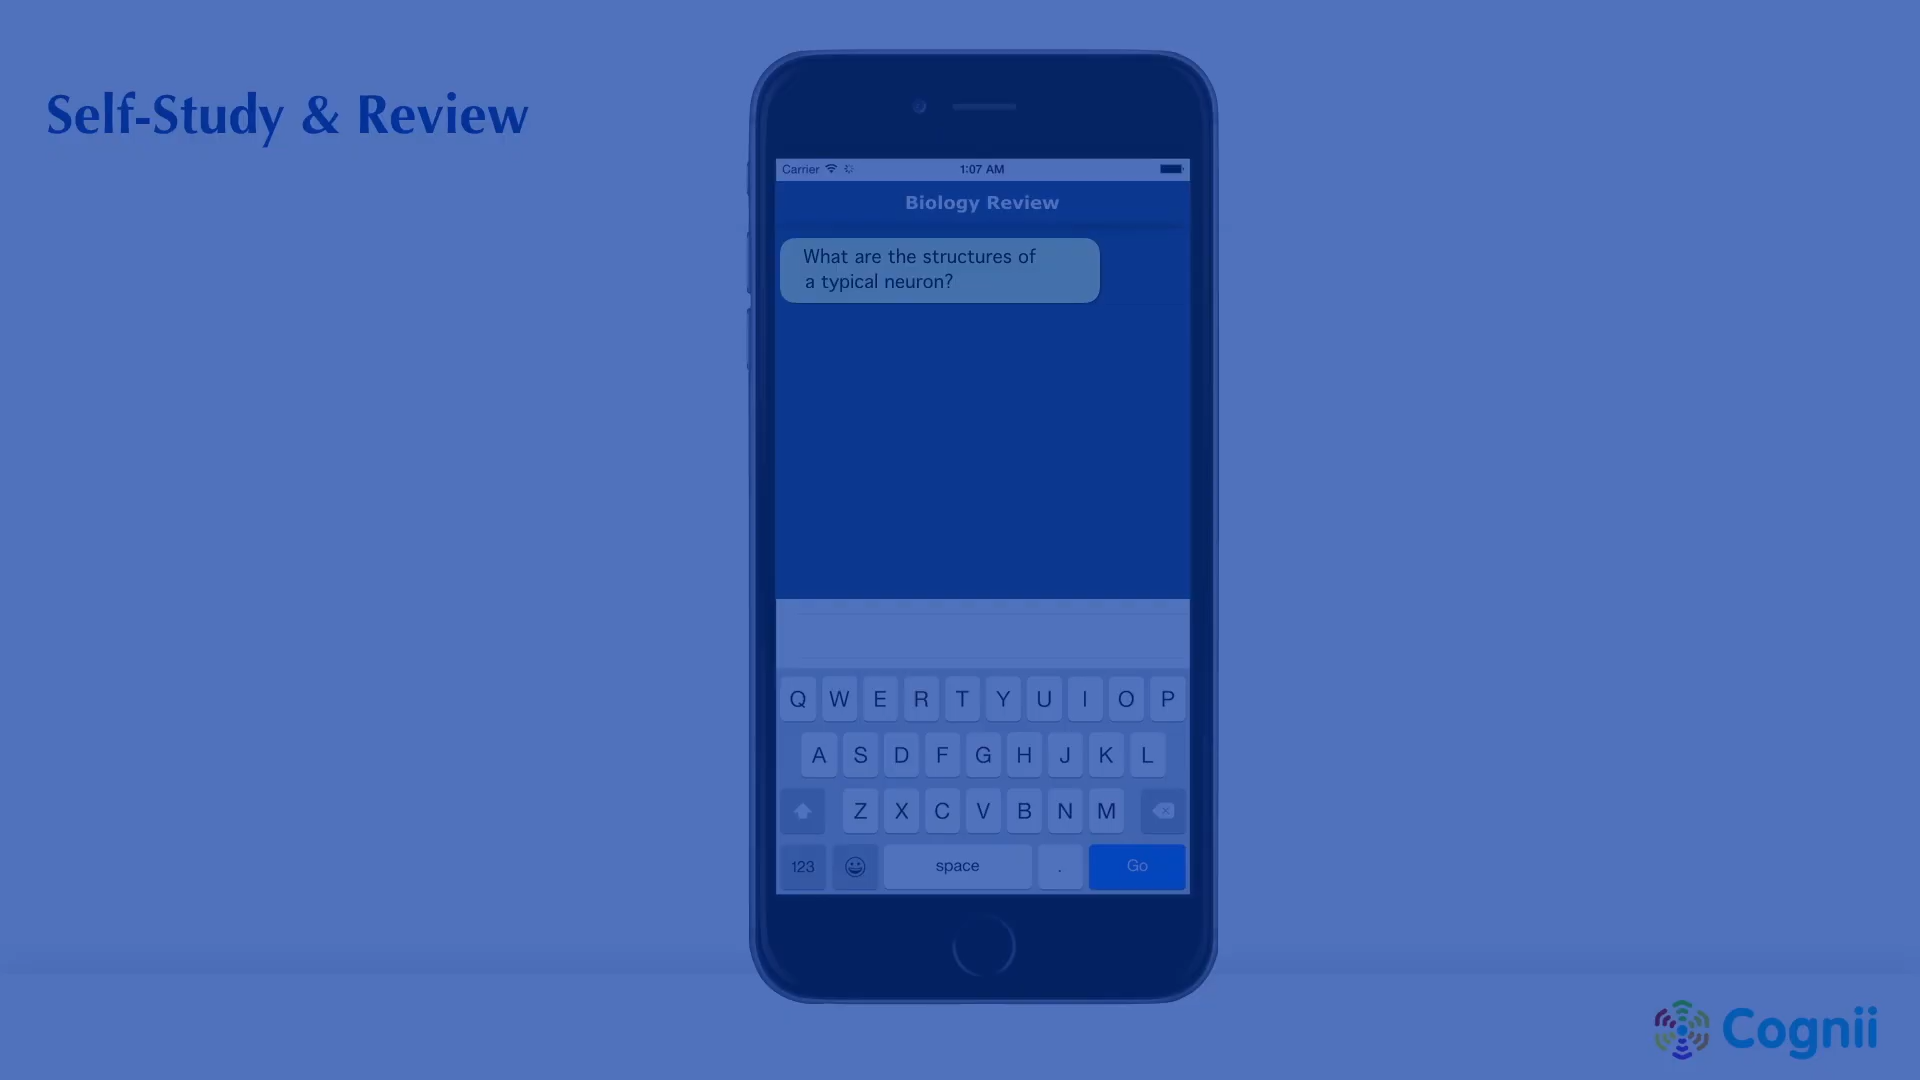 Self-Study & Review
Carrier 1:07 AM
Biology Review
What are the structures of
a typical neuron?
Q W E R T Y U I O P
A S D F G H J K L
Z X C V B N M
123 space . Go
Cognii